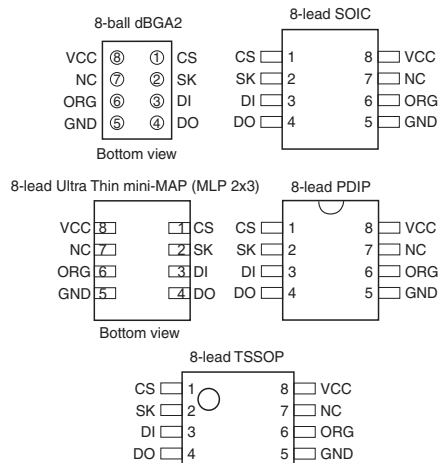 8-ball dBGA2
VCC 8 1 CS
NC 7 2 SK
ORG 6 3 DI
GND 5 4 DO
Bottom view
8-lead SOIC
CS 1 8 VCC
SK 2 7 NC
DI 3 6 ORG
DO 4 5 GND
8-lead Ultra Thin mini-MAP (MLP 2x3)
VCC 8 1 CS
NC 7 2 SK
ORG 6 3 DI
GND 5 4 DO
Bottom view
8-lead PDIP
CS 1 8 VCC
SK 2 7 NC
DI 3 6 ORG
DO 4 5 GND
8-lead TSSOP
CS 1 8 VCC
SK 2 7 NC
DI 3 6 ORG
DO 4 5 GND